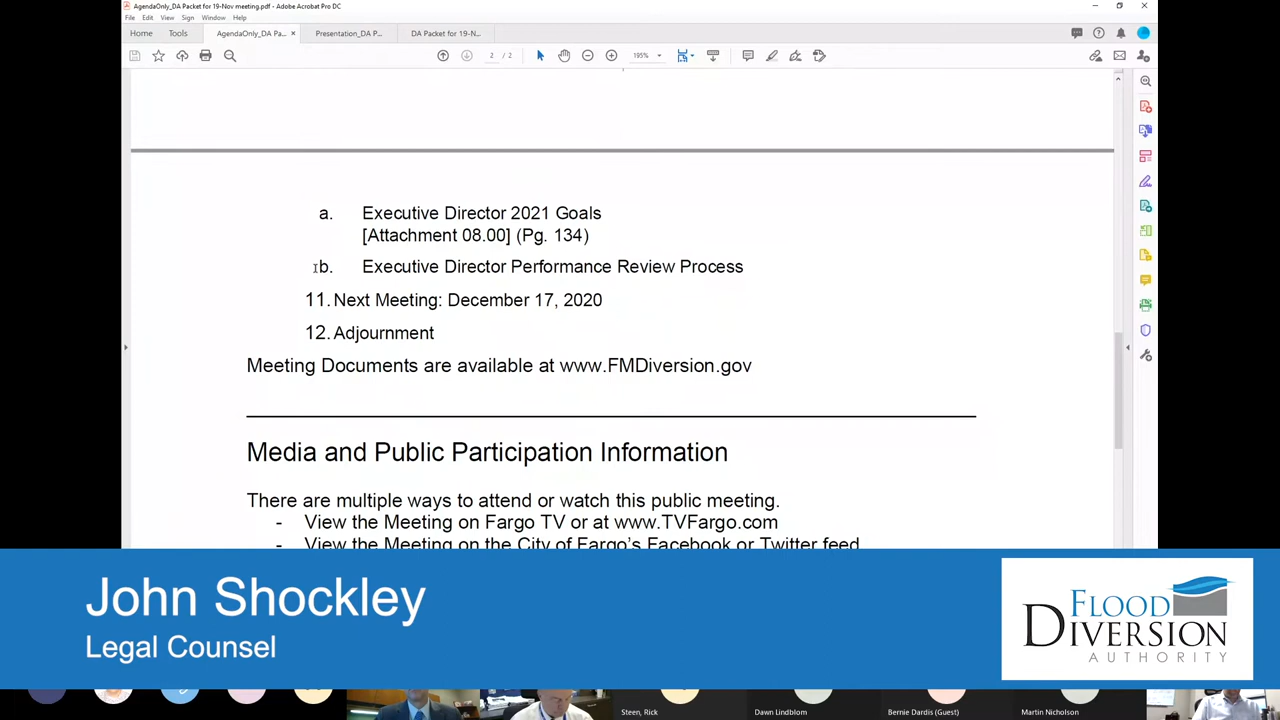 AgendaOnly_DA Packet for 19-Nov meeting.pdf - Adobe Acrobat Pro DC
File Edit View Sign Window Help
Home Tools AgendaOnly_DA Pa... × Presentation_DA P... DA Packet for 19-N...
2 / 2 195%
a. Executive Director 2021 Goals
[Attachment 08.00] (Pg. 134)
b. Executive Director Performance Review Process
11. Next Meeting: December 17, 2020
12. Adjournment
Meeting Documents are available at www.FMDiversion.gov
Media and Public Participation Information
There are multiple ways to attend or watch this public meeting.
- View the Meeting on Fargo TV or at www.TVFargo.com
- View the Meeting on the City of Fargo's Facebook or Twitter feed
John Shockley
Legal Counsel
FLOOD
DIVERSION
AUTHORITY
Steen, Rick Dawn Lindblom Bernie Dardis (Guest) Martin Nicholson